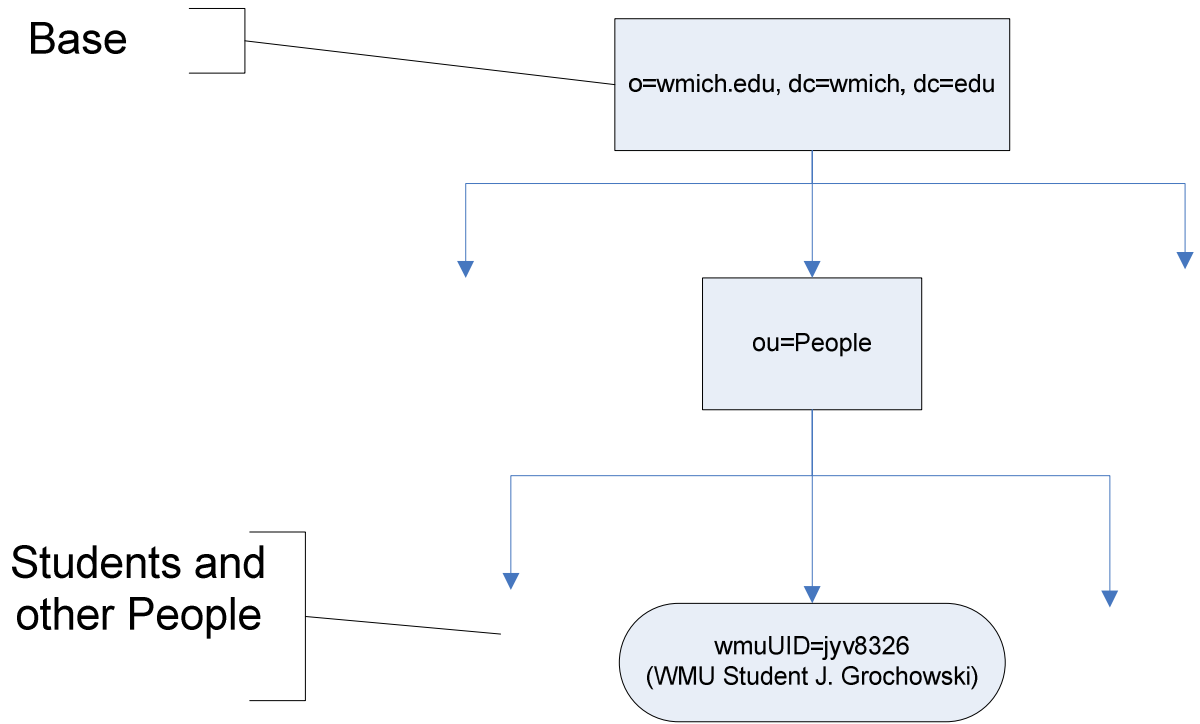 Base
o=wmich.edu, dc=wmich, dc=edu
ou=People
Students and
other People
wmuUID=jyv8326
(WMU Student J. Grochowski)